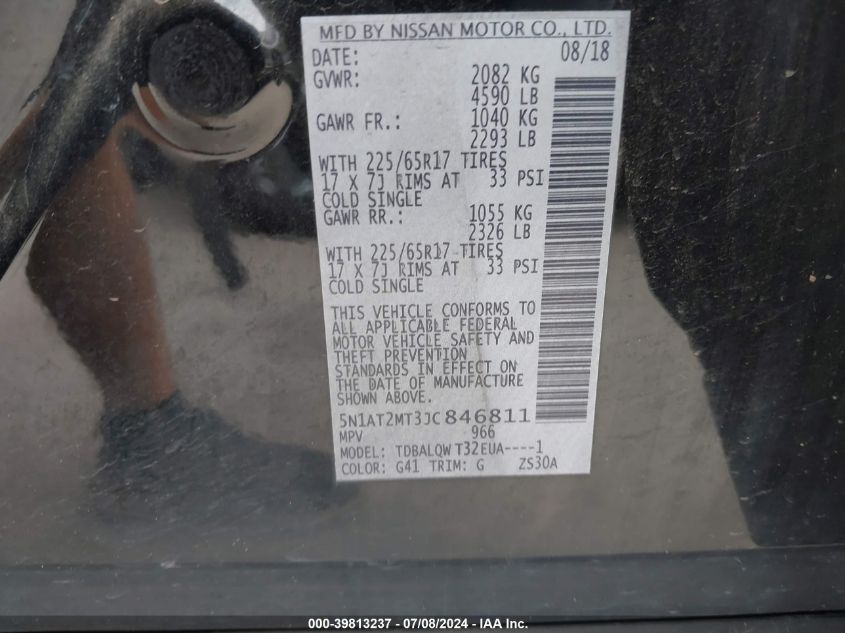 MFD BY NISSAN MOTOR CO., LTD.
DATE: 08/18
GVWR: 2082 KG
4590 LB
GAWR FR.: 1040 KG
2293 LB
WITH 225/65R17 TIRES
17 X 7J RIMS AT 33 PSI
COLD SINGLE
GAWR RR.: 1055 KG
2326 LB
WITH 225/65R17 TIRES
17 X 7J RIMS AT 33 PSI
COLD SINGLE
THIS VEHICLE CONFORMS TO
ALL APPLICABLE FEDERAL
MOTOR VEHICLE SAFETY AND
THEFT PREVENTION
STANDARDS IN EFFECT ON
THE DATE OF MANUFACTURE
SHOWN ABOVE.
5N1AT2MT3JC846811
MPV 966
MODEL: TDBALQW T32EUA----1
COLOR: G41 TRIM: G ZS30A
000-39813237 - 07/08/2024 - IAA Inc.